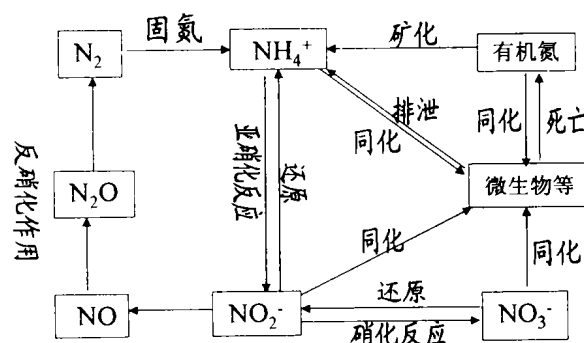 N₂
固氮
NH₄⁺
矿化
有机氮
反硝化作用
亚硝化反应
还原
排泄
同化
同化
死亡
N₂O
微生物等
同化
同化
NO
NO₂⁻
还原
硝化反应
NO₃⁻